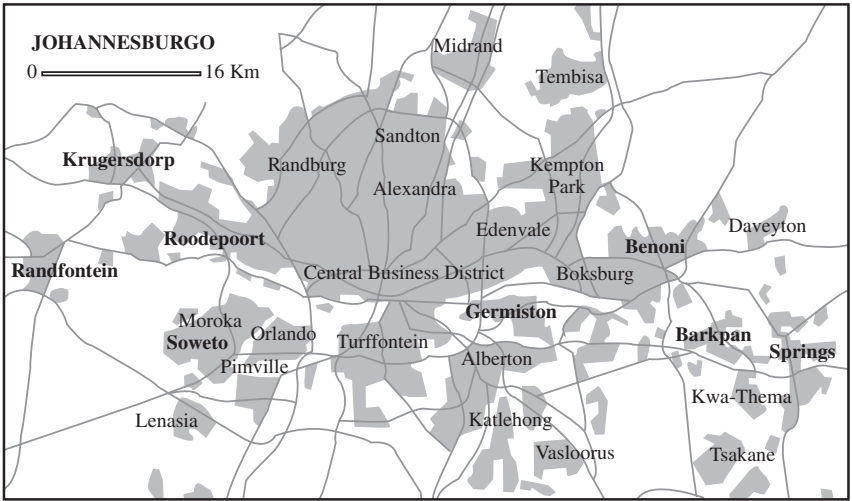 JOHANNESBURGO
0 16 Km
Midrand
Tembisa
Sandton
Krugersdorp
Randburg
Kempton
Park
Alexandra
Edenvale
Daveyton
Roodepoort
Benoni
Randfontein
Central Business District
Boksburg
Germiston
Moroka
Soweto
Orlando
Turffontein
Barkpan
Springs
Pimville
Alberton
Kwa-Thema
Lenasia
Katlehong
Vasloorus
Tsakane